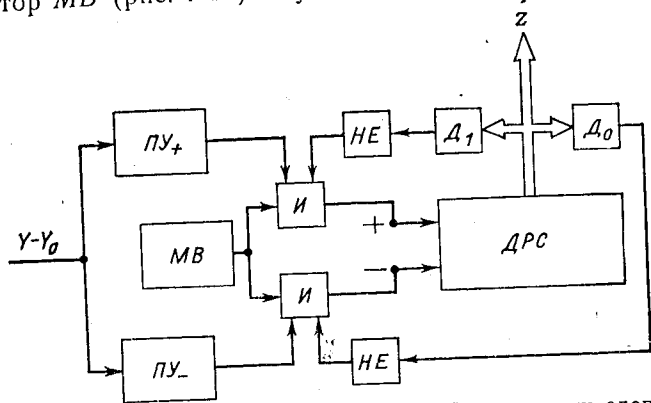 тор МВ (рис.
Z
ПУ+
НЕ
Д₁
Д₀
И
Y-Y₀
МВ
+
−
ДРС
И
ПУ−
НЕ